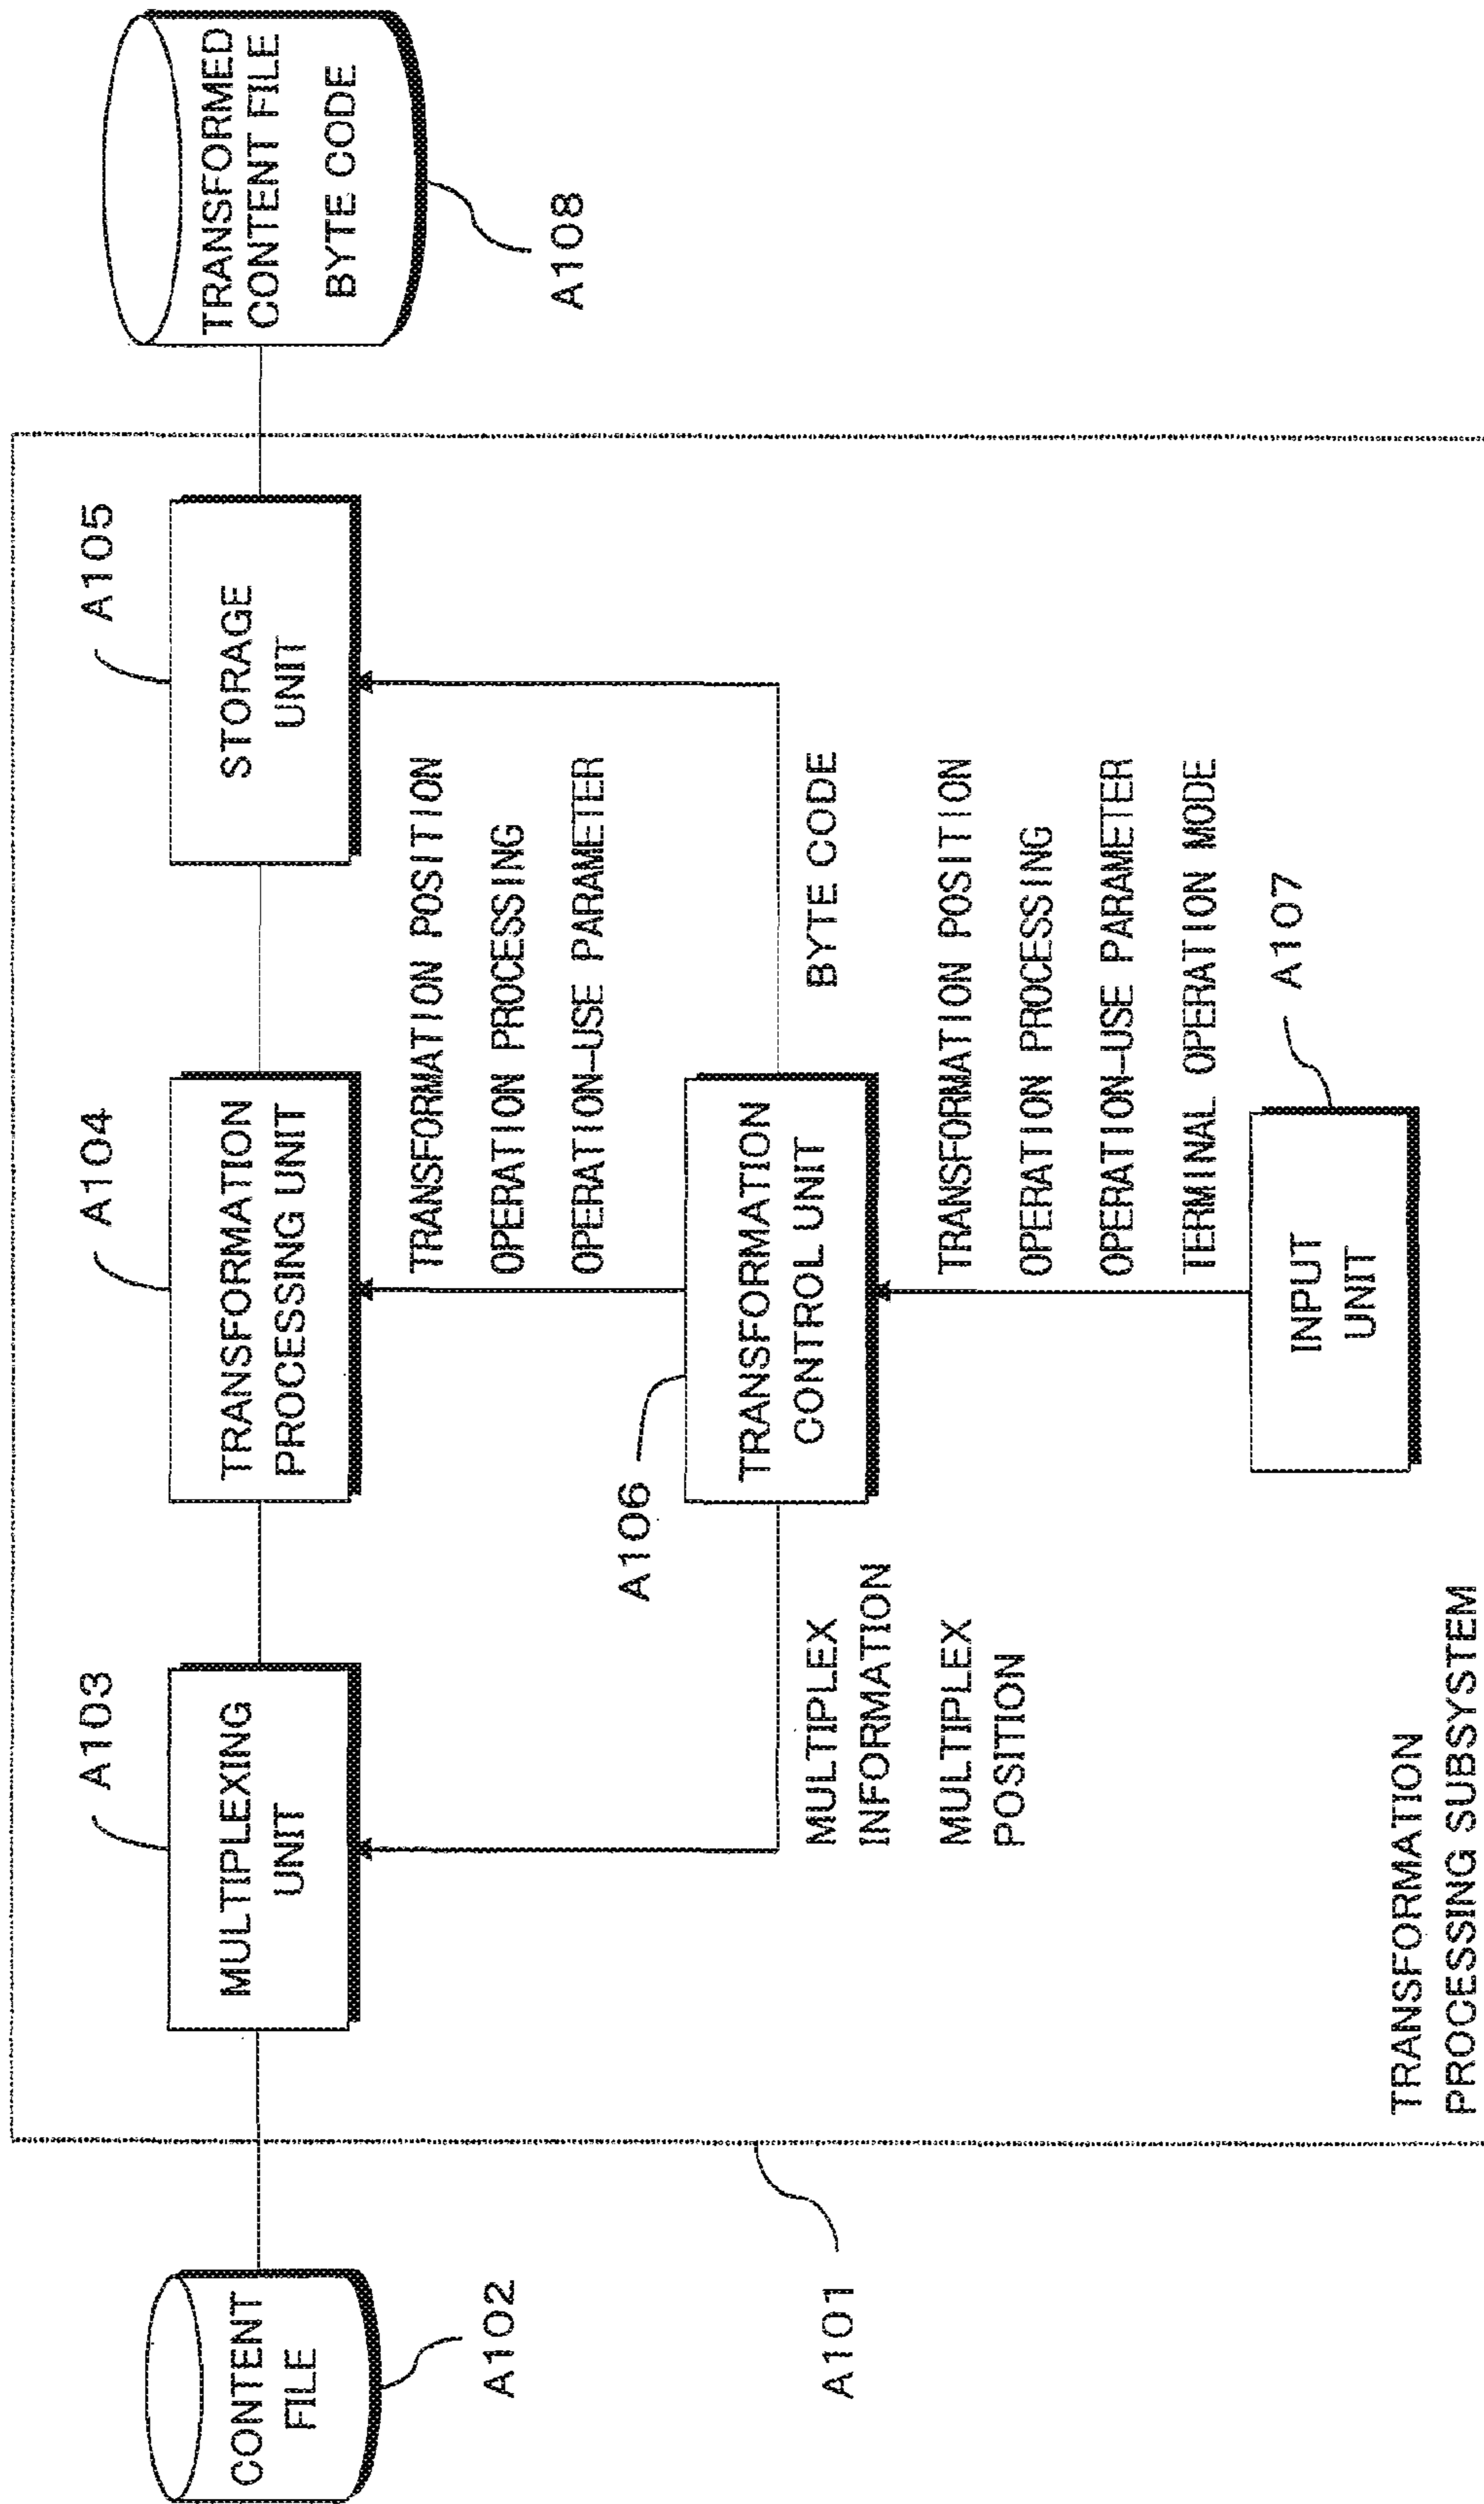 A103
A104
A105
CONTENT
FILE
MULTIPLEXING
UNIT
TRANSFORMATION
PROCESSING UNIT
STORAGE
UNIT
TRANSFORMED
CONTENT FILE
BYTE CODE
A102
A108
TRANSFORMATION POSITION
OPERATION PROCESSING
OPERATION-USE PARAMETER
A106
TRANSFORMATION
CONTROL UNIT
A101
MULTIPLEX
INFORMATION
MULTIPLEX
POSITION
BYTE CODE
TRANSFORMATION POSITION
OPERATION PROCESSING
OPERATION-USE PARAMETER
TERMINAL OPERATION MODE
A107
INPUT
UNIT
TRANSFORMATION
PROCESSING SUBSYSTEM